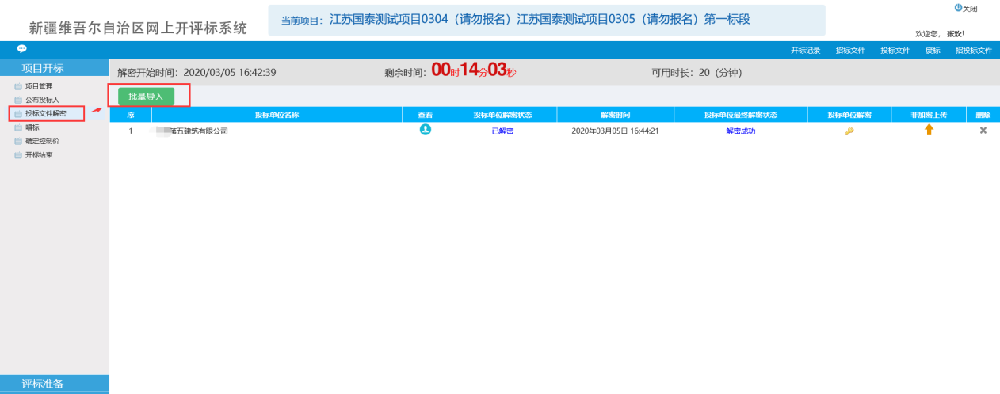 关闭
新疆维吾尔自治区网上开评标系统
当前项目：江苏国泰测试项目0304（请勿报名）江苏国泰测试项目0305（请勿报名）第一标段
欢迎您，张欢！
开标记录 招标文件 投标文件 废标 招投标文件
项目开标
解密开始时间：2020/03/05 16:42:39 剩余时间：00时14分03秒 可用时长：20（分钟）
项目管理
公布投标人
投标文件解密
唱标
确定控制价
开标结束
批量导入
序 投标单位名称 查看 投标单位解密状态 解密时间 投标单位最终解密状态 投标单位解密 非加密上传 删除
1 第五建筑有限公司 已解密 2020年03月05日 16:44:21 解密成功
评标准备